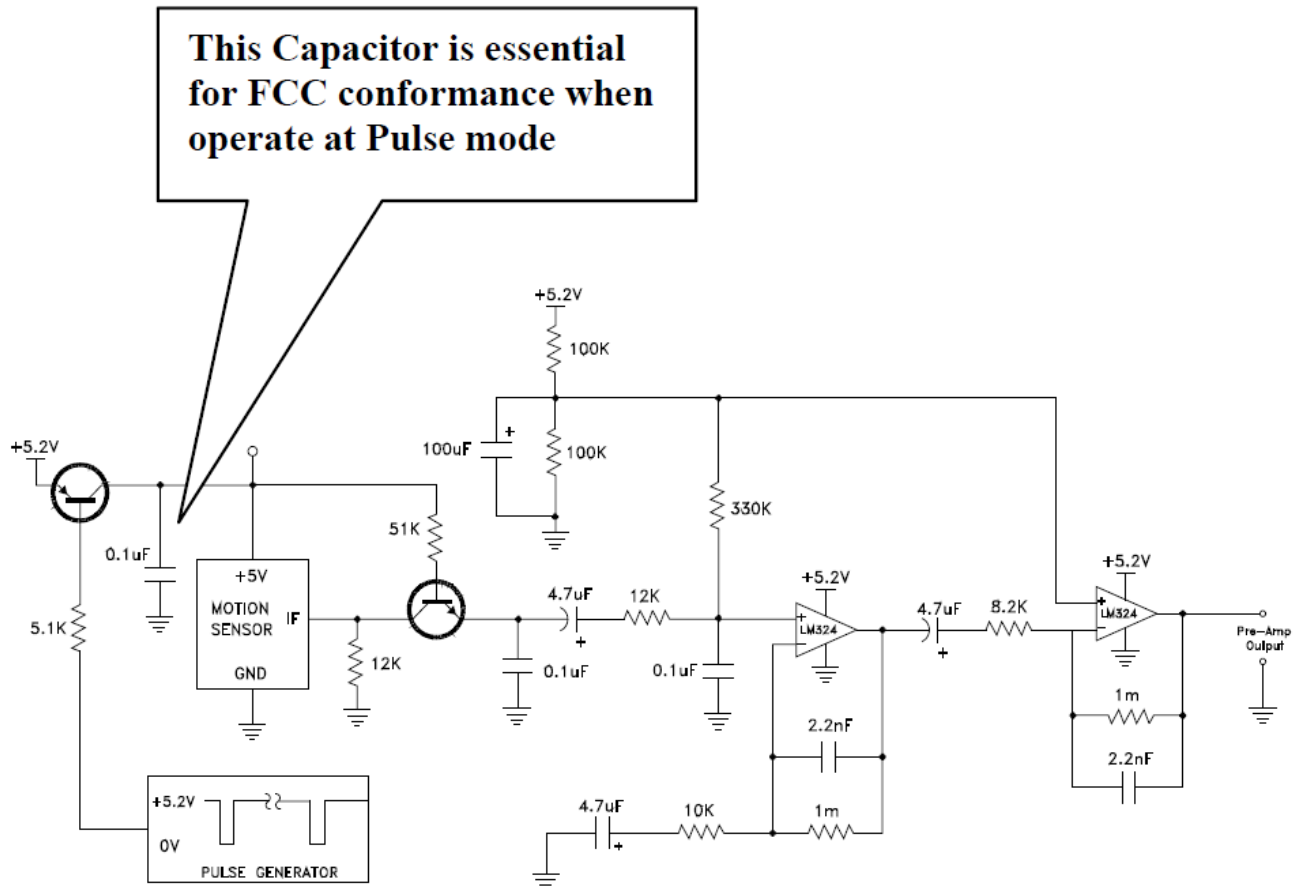 This Capacitor is essential
for FCC conformance when
operate at Pulse mode
+5.2V
100K
+5.2V
100uF
+
100K
51K
330K
0.1uF
+5V
MOTION
SENSOR
IF
GND
5.1K
12K
4.7uF
+
12K
0.1uF
0.1uF
+5.2V
+
-
LM324
4.7uF
+
8.2K
+5.2V
+
-
LM324
Pre-Amp
Output
1m
2.2nF
2.2nF
1m
4.7uF
+
10K
+5.2V
0V
PULSE GENERATOR